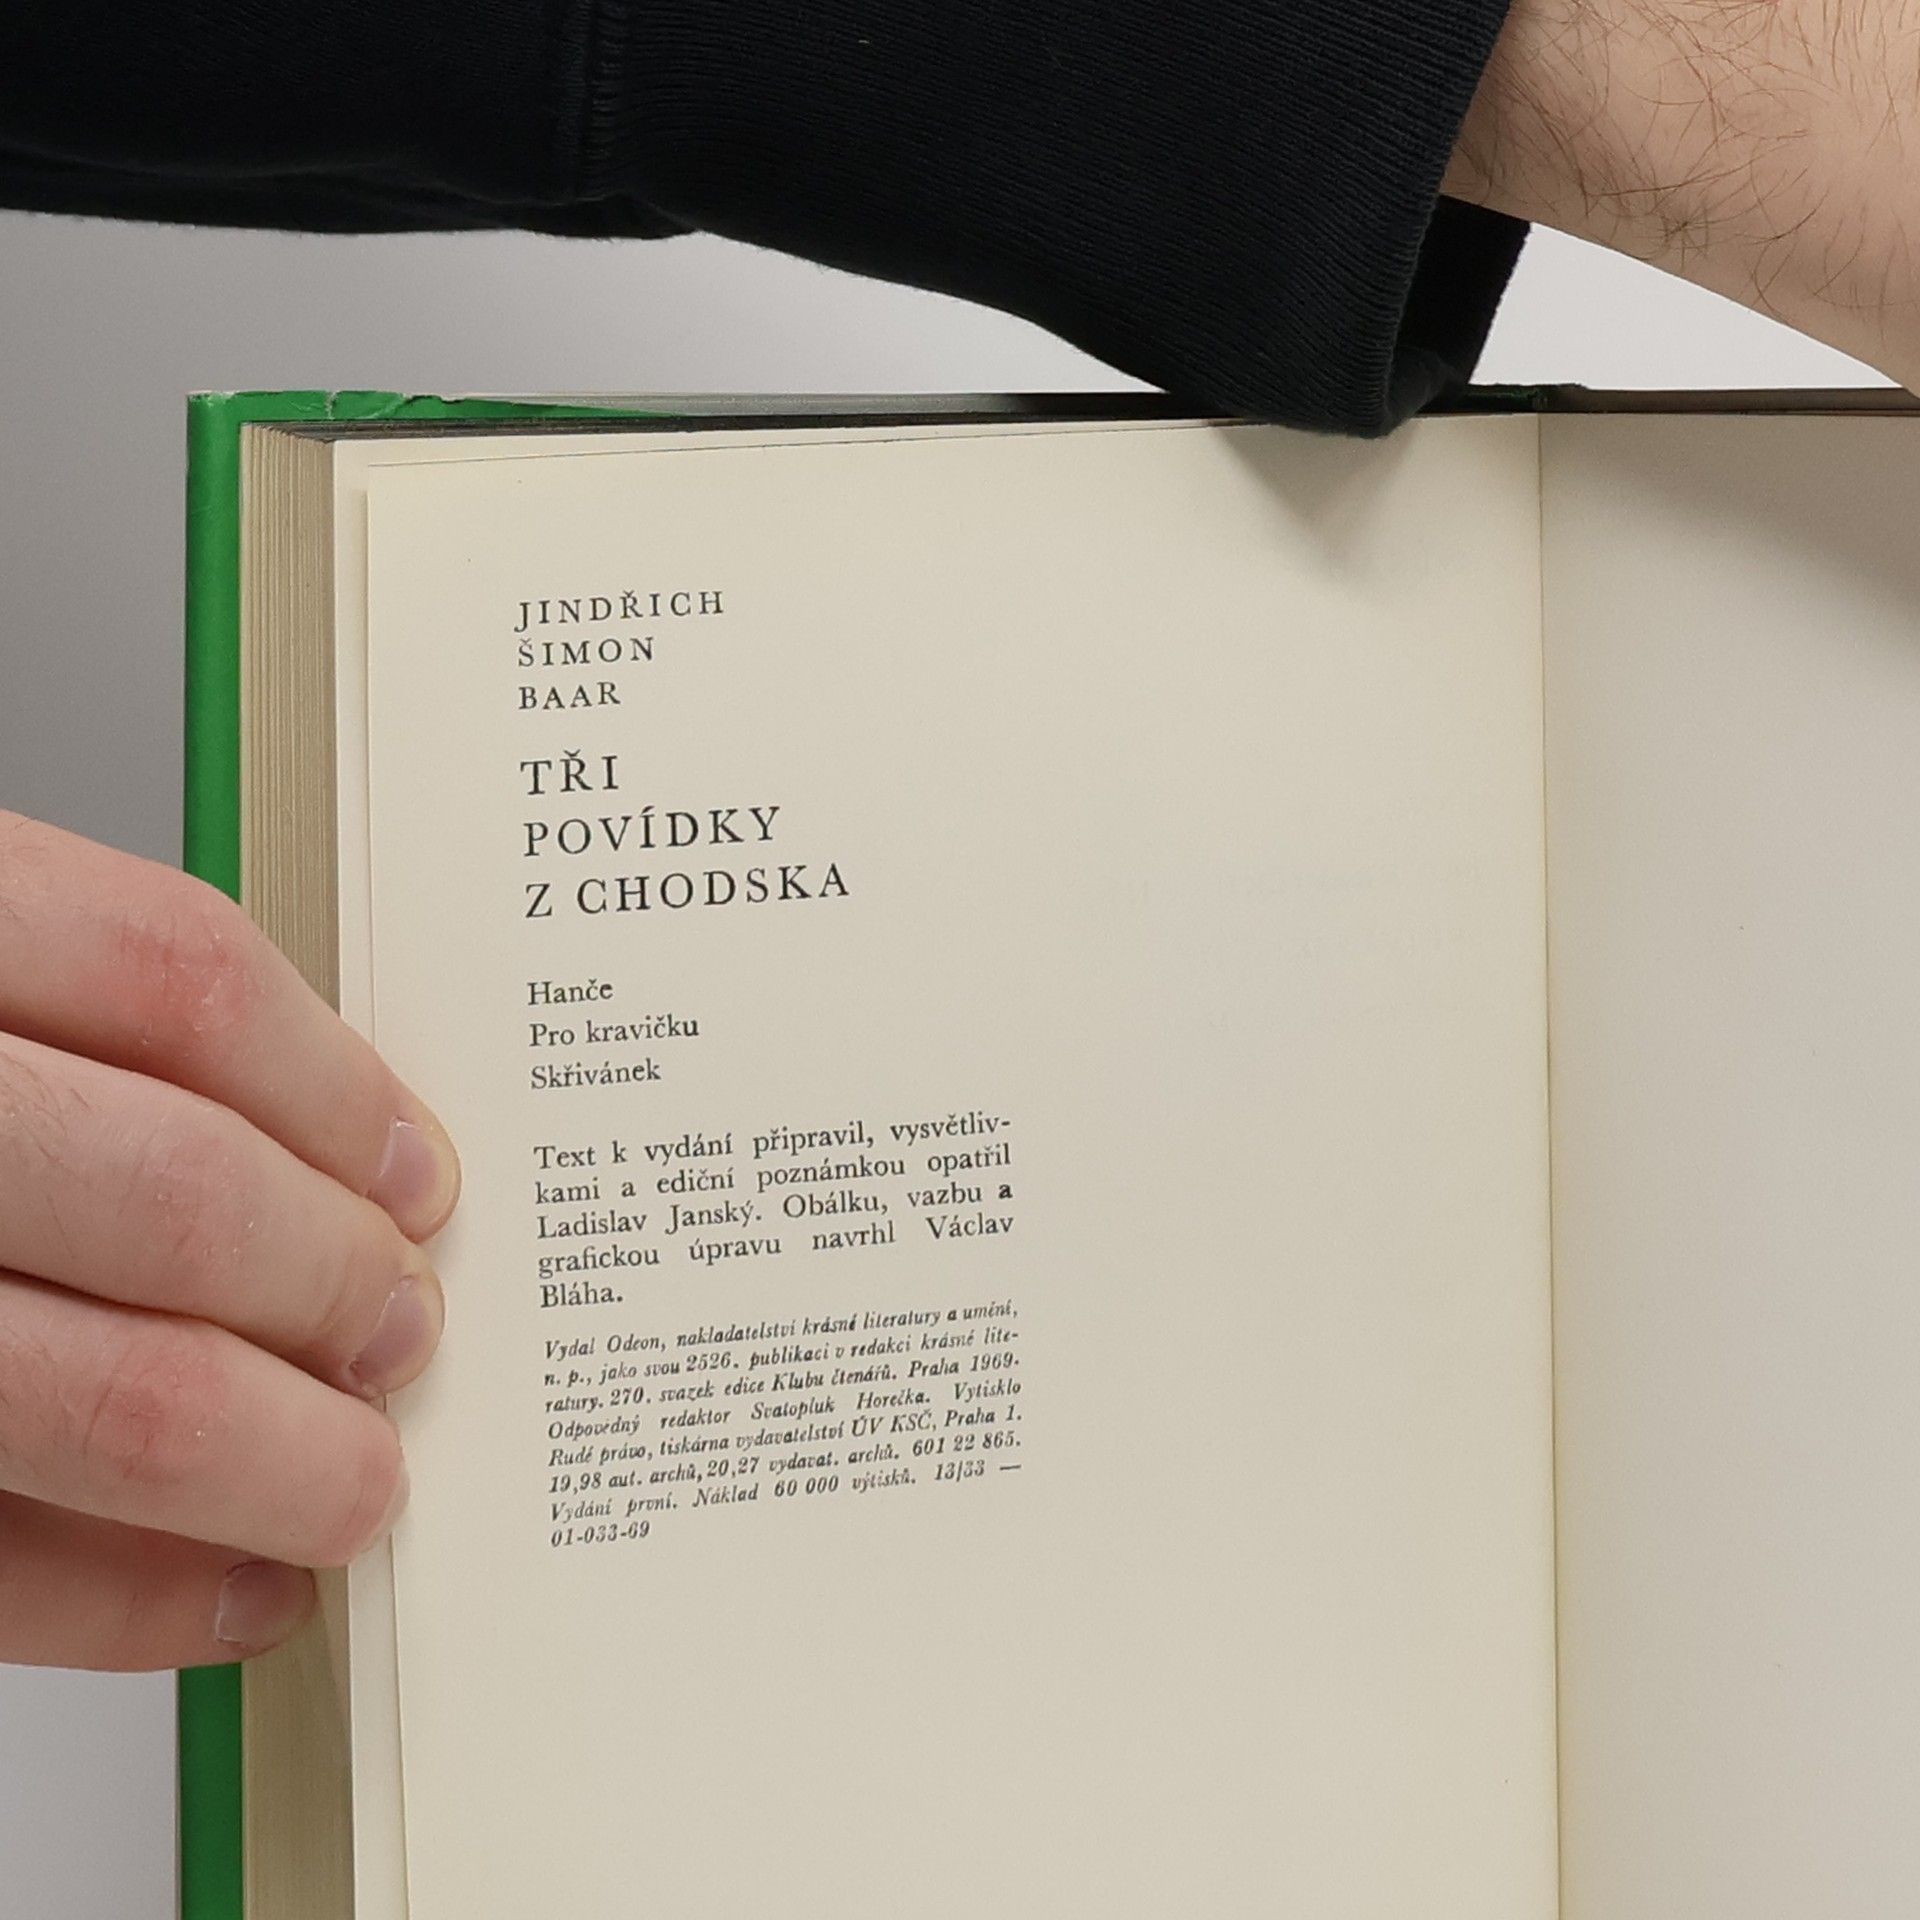 JINDŘICH
ŠIMON
BAAR
TŘI
POVÍDKY
Z CHODSKA
Hanče
Pro kravičku
Skřivánek
Text k vydání připravil, vysvětliv-
kami a ediční poznámkou opatřil
Ladislav Janský. Obálku, vazbu a
grafickou úpravu navrhl Václav
Bláha.
Vydal Odeon, nakladatelství krásné literatury a umění,
n. p., jako svou 2526. publikaci v redakci krásné lite-
ratury. 270. svazek edice Klubu čtenářů. Praha 1969.
Odpovědný redaktor Svatopluk Horečka. Vytisklo
Rudé právo, tiskárna vydavatelství ÚV KSČ, Praha 1.
19,98 aut. archů, 20,27 vydavat. archů. 601 22 865.
Vydání první. Náklad 60 000 výtisků. 13/33 —
01-033-69